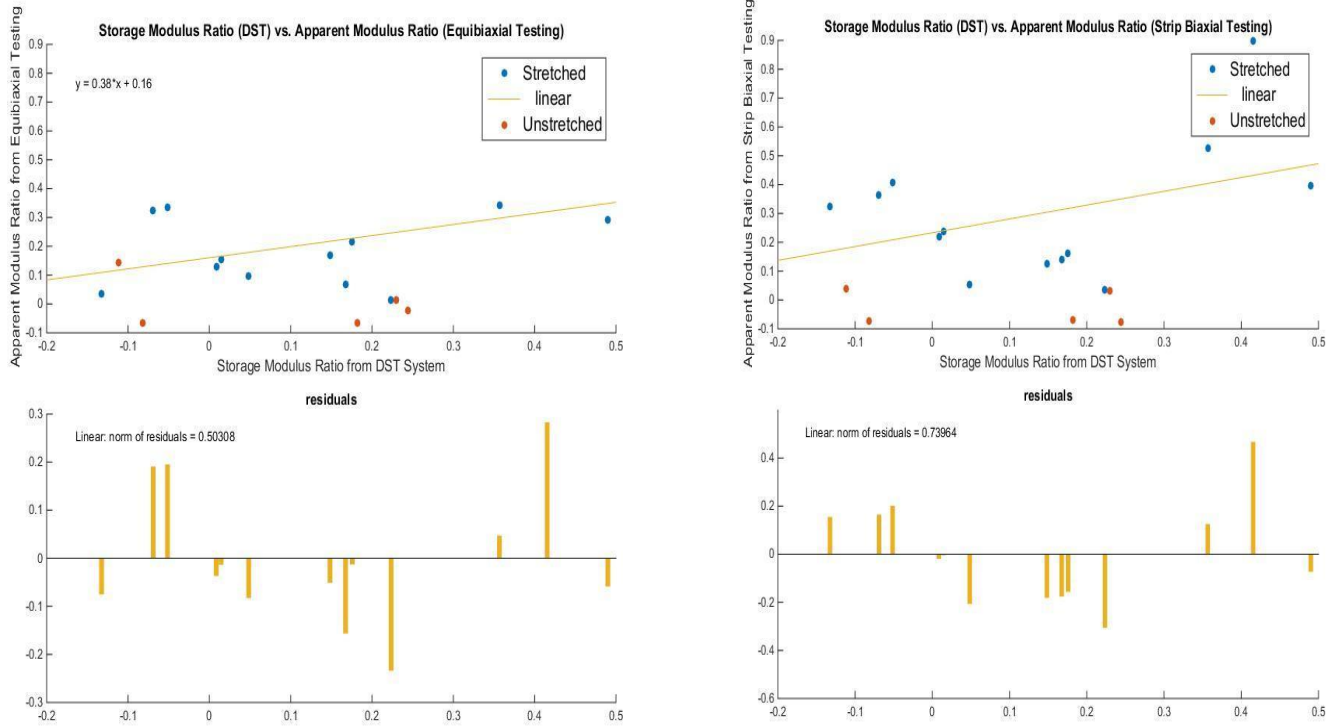 Storage Modulus Ratio (DST) vs. Apparent Modulus Ratio (Equibiaxial Testing)
Apparent Modulus Ratio from Equibiaxial Testing
0.9
0.8
0.7
0.6
0.5
0.4
0.3
0.2
0.1
0
-0.1
y = 0.38*x + 0.16
Stretched
linear
Unstretched
-0.2 -0.1 0 0.1 0.2 0.3 0.4 0.5
Storage Modulus Ratio from DST System
residuals
Linear: norm of residuals = 0.50308
0.3
0.2
0.1
0
-0.1
-0.2
-0.3
-0.2 -0.1 0 0.1 0.2 0.3 0.4 0.5
Storage Modulus Ratio (DST) vs. Apparent Modulus Ratio (Strip Biaxial Testing)
Apparent Modulus Ratio from Strip Biaxial Testing
0.9
0.8
0.7
0.6
0.5
0.4
0.3
0.2
0.1
0
-0.1
Stretched
linear
Unstretched
-0.2 -0.1 0 0.1 0.2 0.3 0.4 0.5
Storage Modulus Ratio from DST System
residuals
Linear: norm of residuals = 0.73964
0.4
0.2
0
-0.2
-0.4
-0.6
-0.2 -0.1 0 0.1 0.2 0.3 0.4 0.5